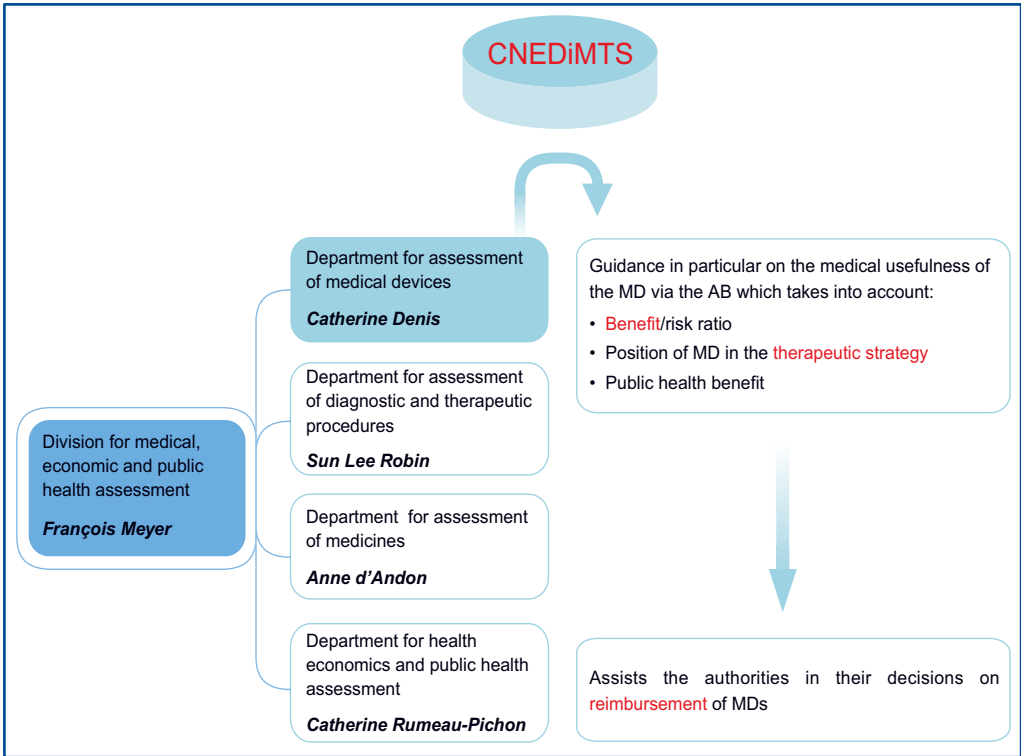 CNEDiMTS
Department for assessment
of medical devices
Catherine Denis
Department for assessment
of diagnostic and therapeutic
procedures
Sun Lee Robin
Division for medical,
economic and public
health assessment
François Meyer
Department for assessment
of medicines
Anne d'Andon
Department for health
economics and public health
assessment
Catherine Rumeau-Pichon
Guidance in particular on the medical usefulness of
the MD via the AB which takes into account:
• Benefit/risk ratio
• Position of MD in the therapeutic strategy
• Public health benefit
Assists the authorities in their decisions on
reimbursement of MDs